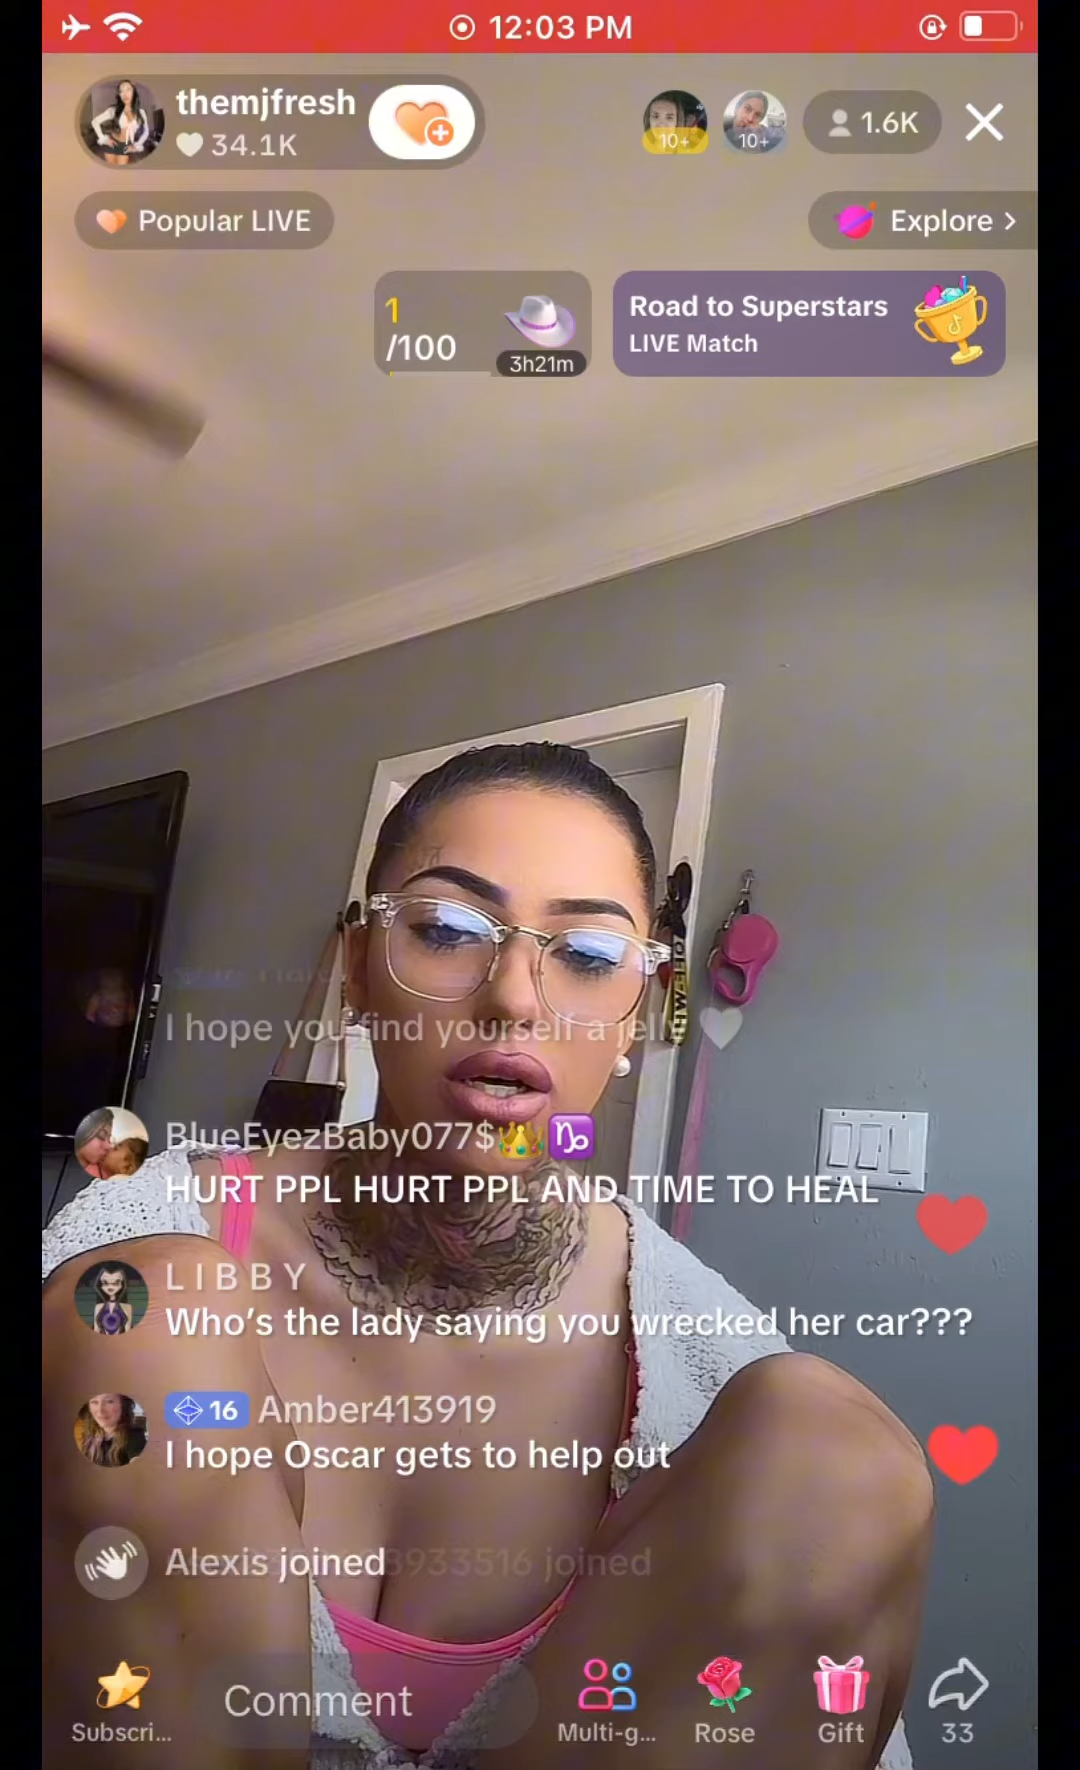 12:03 PM
themjfresh
34.1K
10+
10+
1.6K
Popular LIVE
Explore >
1
/100
3h21m
Road to Superstars
LIVE Match
I hope you find yourself a jelly 🤍
BlueEyezBaby077$👑♑
HURT PPL HURT PPL AND TIME TO HEAL
L I B B Y
Who's the lady saying you wrecked her car???
16 Amber413919
I hope Oscar gets to help out
Alexis joined
8933516 joined
Subscri...
Comment
Multi-g...
Rose
Gift
33